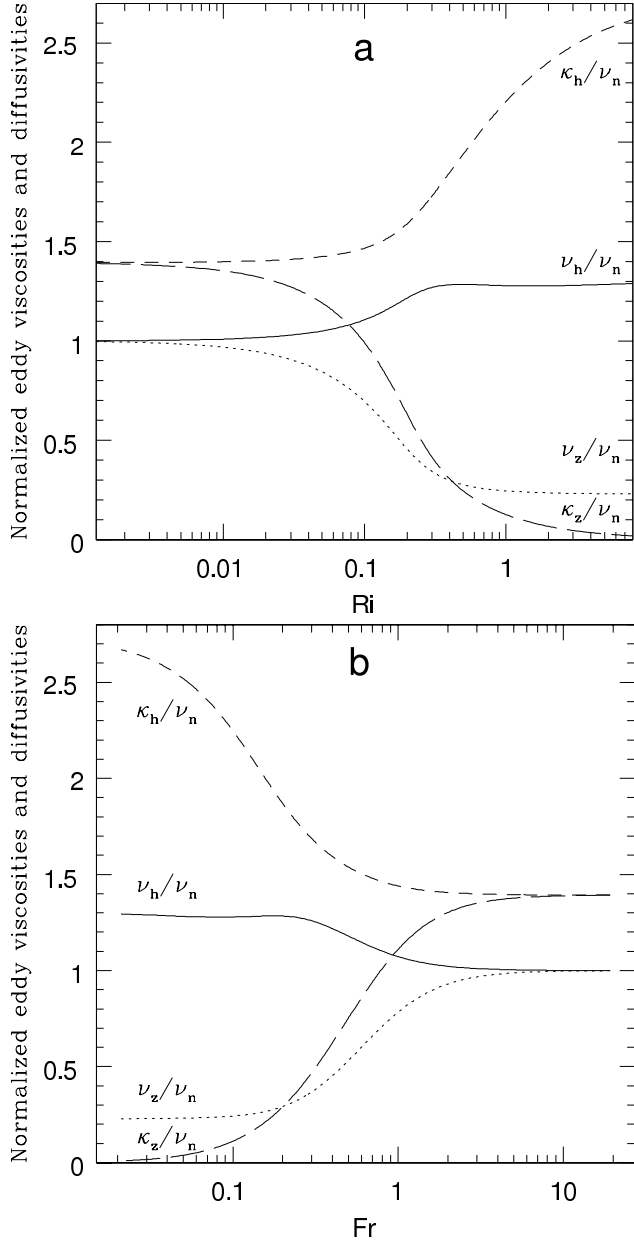 a
Normalized eddy viscosities and diffusivities
2.5
2
1.5
1
0.5
0
κh/νn
νh/νn
νz/νn
κz/νn
0.01
0.1
1
Ri
b
Normalized eddy viscosities and diffusivities
2.5
2
1.5
1
0.5
0
κh/νn
νh/νn
νz/νn
κz/νn
0.1
1
10
Fr